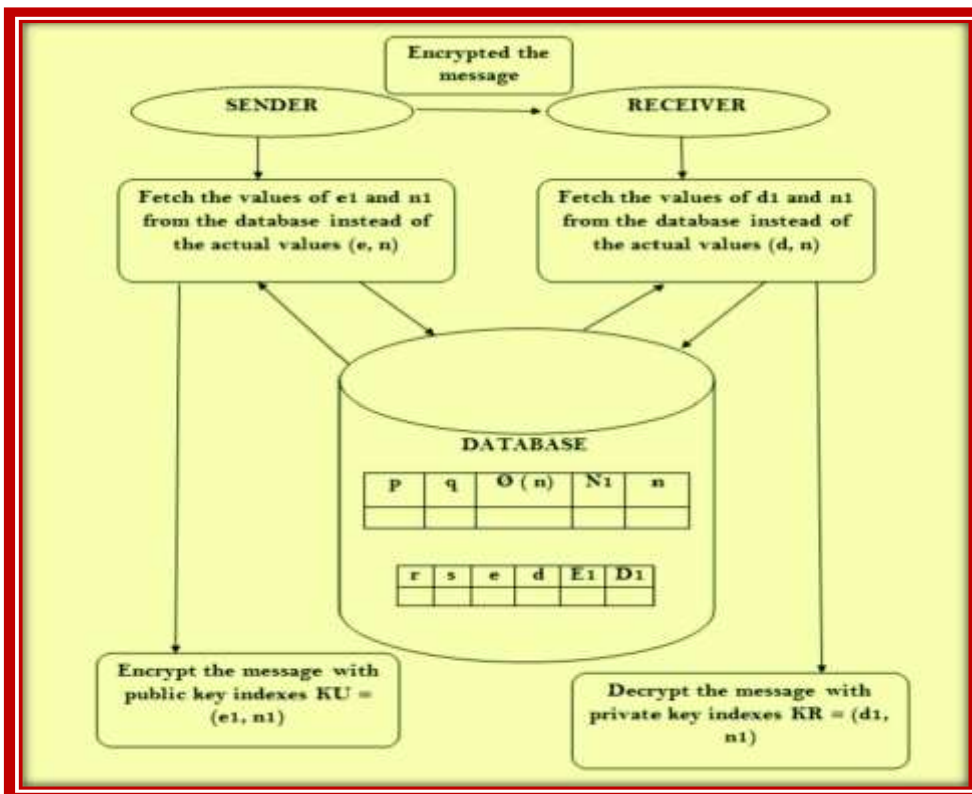 Encrypted the
message
SENDER
RECEIVER
Fetch the values of e1 and n1
from the database instead of
the actual values (e, n)
Fetch the values of d1 and n1
from the database instead of
the actual values (d, n)
DATABASE
p q Ø ( n) N1 n
r s e d E1 D1
Encrypt the message with
public key indexes KU =
(e1, n1)
Decrypt the message with
private key indexes KR = (d1,
n1)